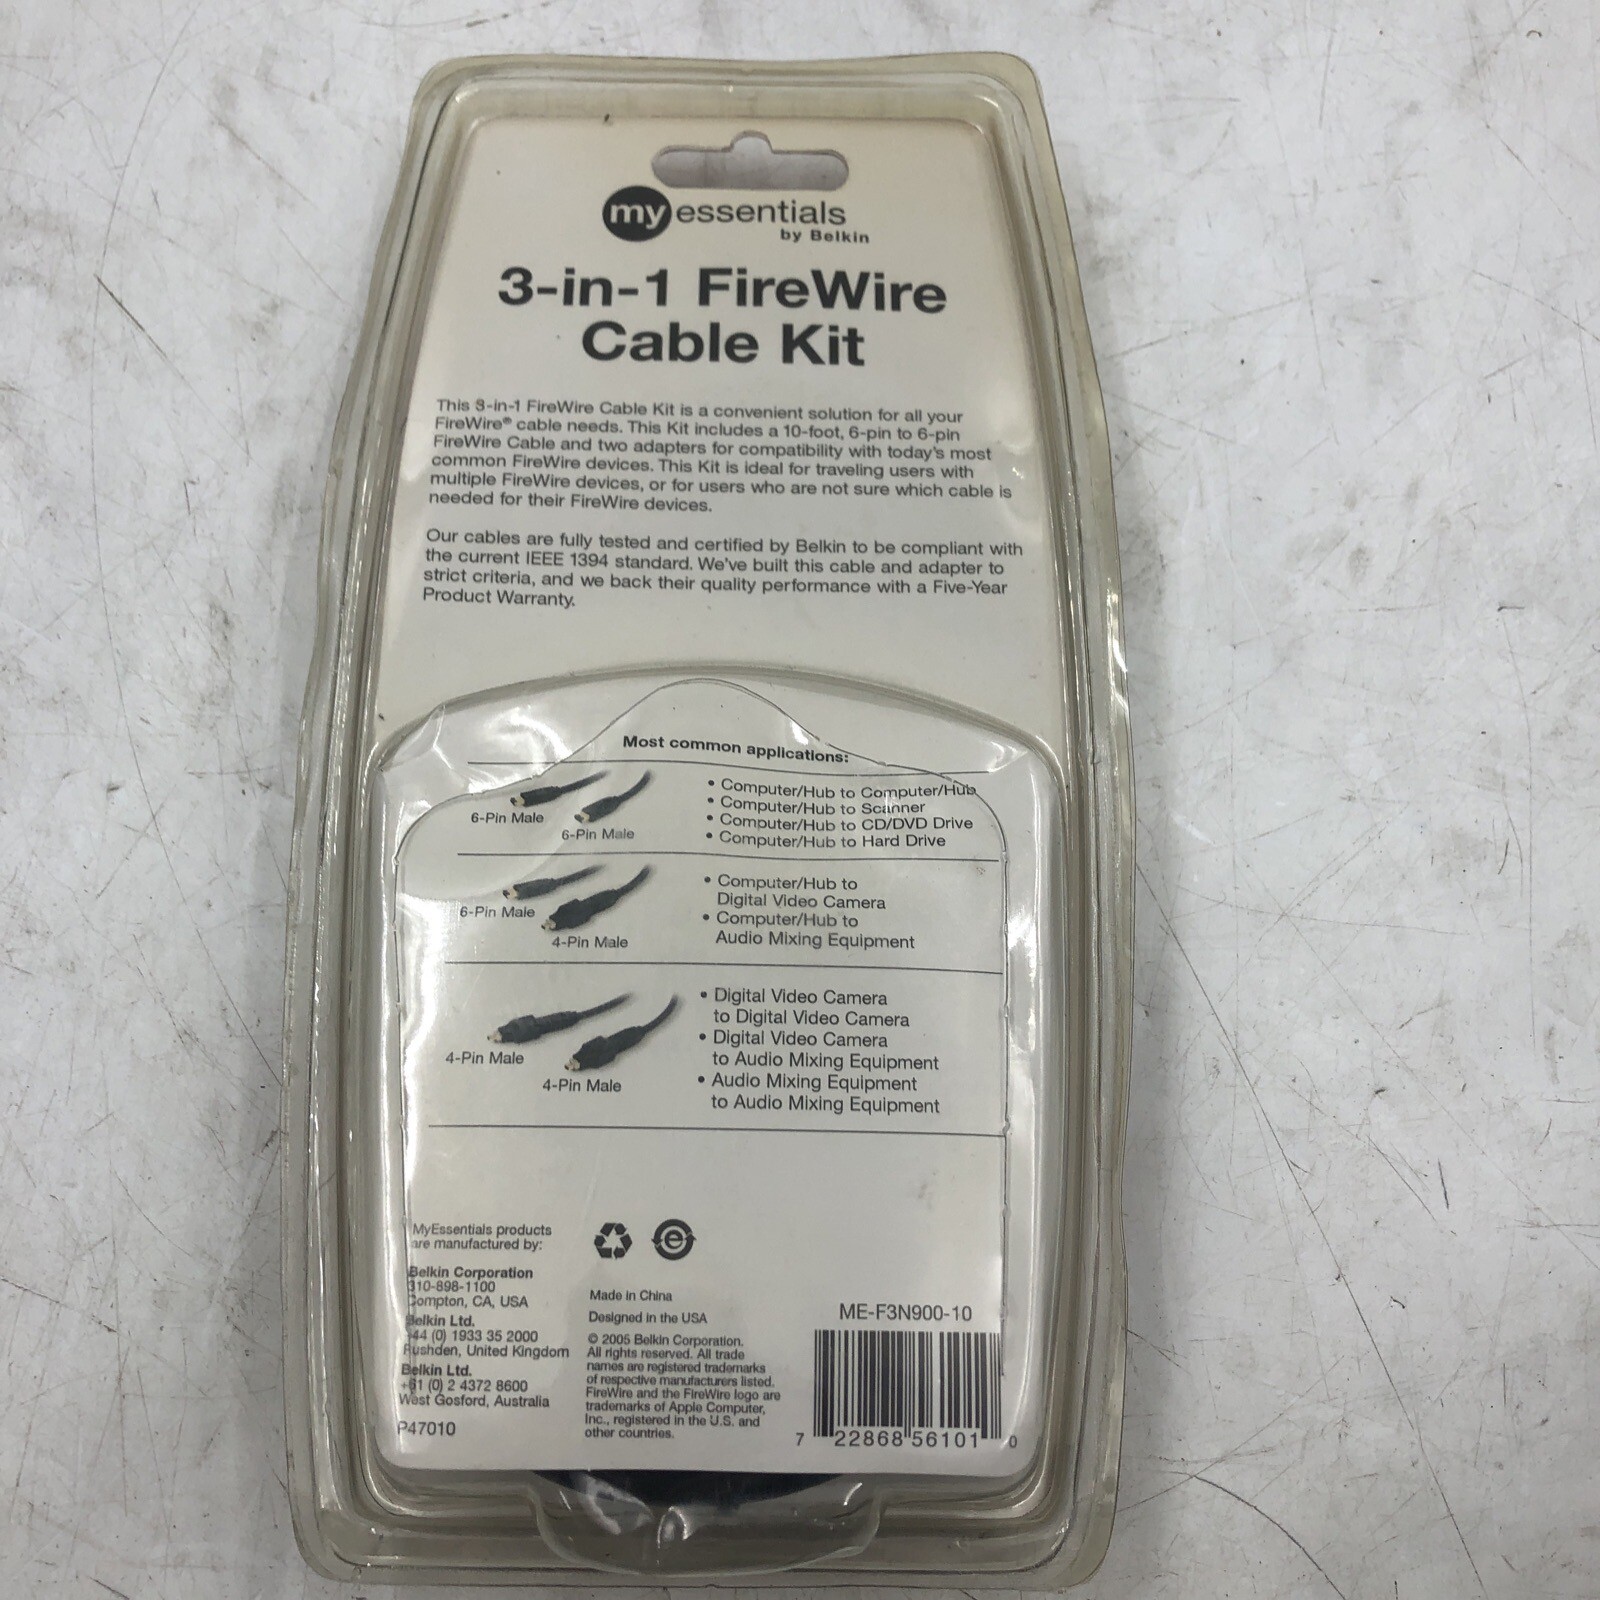 my essentials
by Belkin
3-in-1 FireWire
Cable Kit
This 3-in-1 FireWire Cable Kit is a convenient solution for all your
FireWire® cable needs. This Kit includes a 10-foot, 6-pin to 6-pin
FireWire Cable and two adapters for compatibility with today's most
common FireWire devices. This Kit is ideal for traveling users with
multiple FireWire devices, or for users who are not sure which cable is
needed for their FireWire devices.
Our cables are fully tested and certified by Belkin to be compliant with
the current IEEE 1394 standard. We've built this cable and adapter to
strict criteria, and we back their quality performance with a Five-Year
Product Warranty.
Most common applications:
6-Pin Male
6-Pin Male
• Computer/Hub to Computer/Hub
• Computer/Hub to Scanner
• Computer/Hub to CD/DVD Drive
• Computer/Hub to Hard Drive
6-Pin Male
4-Pin Male
• Computer/Hub to
Digital Video Camera
• Computer/Hub to
Audio Mixing Equipment
4-Pin Male
4-Pin Male
• Digital Video Camera
to Digital Video Camera
• Digital Video Camera
to Audio Mixing Equipment
• Audio Mixing Equipment
to Audio Mixing Equipment
MyEssentials products
are manufactured by:
Belkin Corporation
310-898-1100
Compton, CA, USA
Belkin Ltd.
+44 (0) 1933 35 2000
Rushden, United Kingdom
Belkin Ltd.
+61 (0) 2 4372 8600
West Gosford, Australia
P47010
e
Made in China
Designed in the USA
© 2005 Belkin Corporation.
All rights reserved. All trade
names are registered trademarks
of respective manufacturers listed.
FireWire and the FireWire logo are
trademarks of Apple Computer,
Inc., registered in the U.S. and
other countries.
ME-F3N900-10
7 22868 56101 0